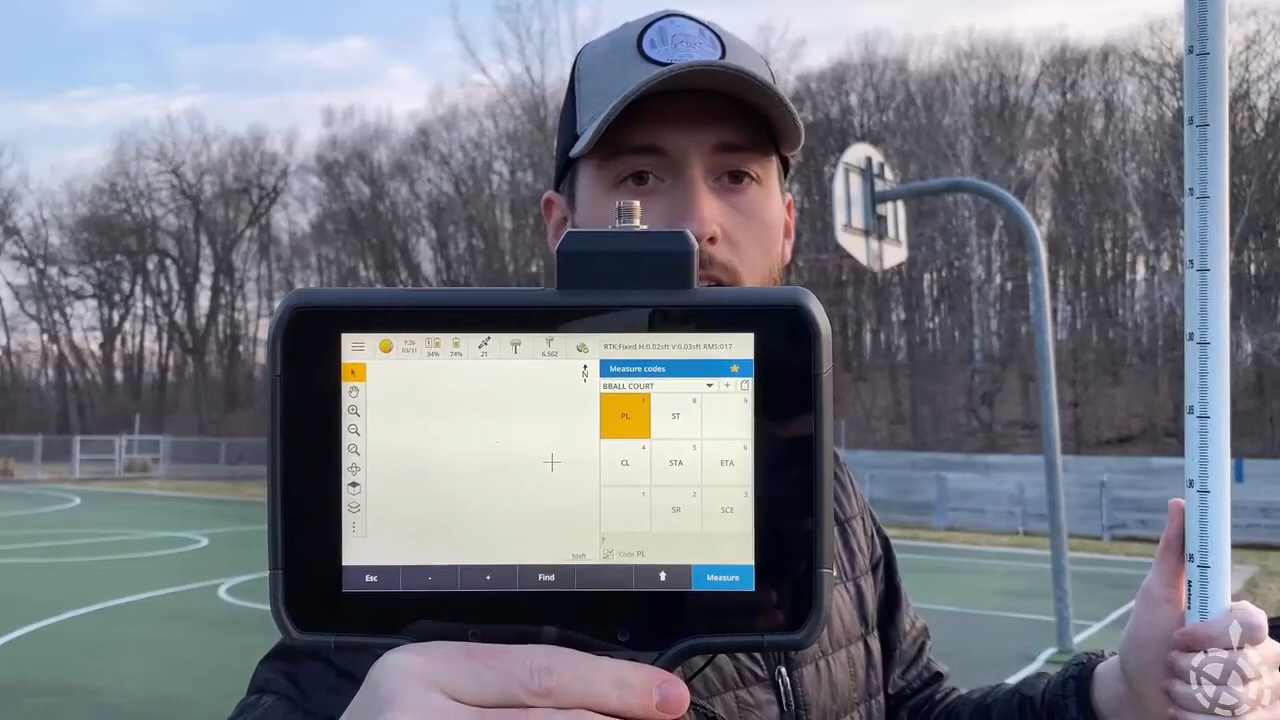 7:26
03/31
34%
74%
21
6.562
RTK:Fixed H:0.02sft V:0.03sft RMS:017
Measure codes
BBALL COURT
7
PL
8
ST
9
4
CL
5
STA
6
ETA
1
2
SR
3
SCE
?
Code PL
N
50sft
Esc
-
+
Find
Measure
Meters